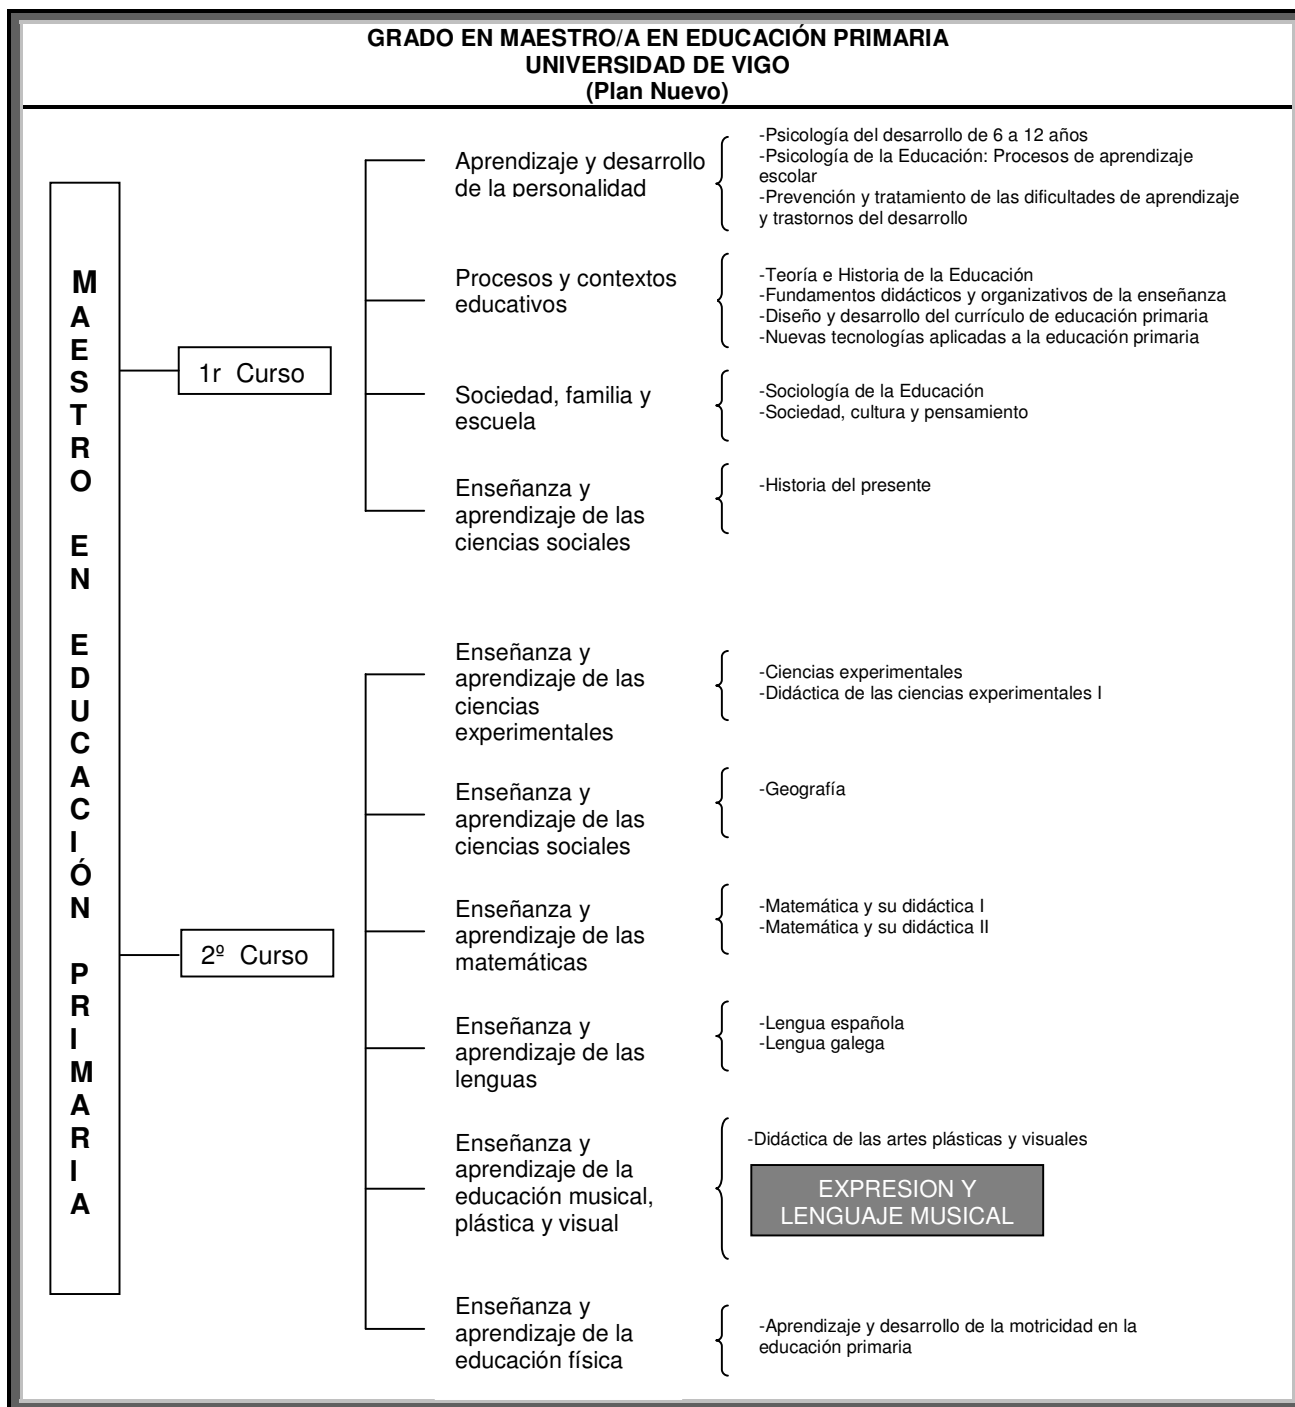 GRADO EN MAESTRO/A EN EDUCACIÓN PRIMARIA
UNIVERSIDAD DE VIGO
(Plan Nuevo)
MAESTRO EN EDUCACIÓN PRIMARIA
1r Curso
Aprendizaje y desarrollo
de la personalidad
-Psicología del desarrollo de 6 a 12 años
-Psicología de la Educación: Procesos de aprendizaje
escolar
-Prevención y tratamiento de las dificultades de aprendizaje
y trastornos del desarrollo
Procesos y contextos
educativos
-Teoría e Historia de la Educación
-Fundamentos didácticos y organizativos de la enseñanza
-Diseño y desarrollo del currículo de educación primaria
-Nuevas tecnologías aplicadas a la educación primaria
Sociedad, familia y
escuela
-Sociología de la Educación
-Sociedad, cultura y pensamiento
Enseñanza y
aprendizaje de las
ciencias sociales
-Historia del presente
2º Curso
Enseñanza y
aprendizaje de las
ciencias
experimentales
-Ciencias experimentales
-Didáctica de las ciencias experimentales I
Enseñanza y
aprendizaje de las
ciencias sociales
-Geografía
Enseñanza y
aprendizaje de las
matemáticas
-Matemática y su didáctica I
-Matemática y su didáctica II
Enseñanza y
aprendizaje de las
lenguas
-Lengua española
-Lengua galega
Enseñanza y
aprendizaje de la
educación musical,
plástica y visual
-Didáctica de las artes plásticas y visuales
EXPRESION Y
LENGUAJE MUSICAL
Enseñanza y
aprendizaje de la
educación física
-Aprendizaje y desarrollo de la motricidad en la
educación primaria